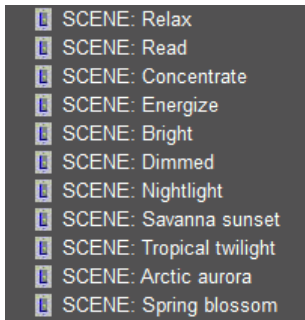 SCENE: Relax
SCENE: Read
SCENE: Concentrate
SCENE: Energize
SCENE: Bright
SCENE: Dimmed
SCENE: Nightlight
SCENE: Savanna sunset
SCENE: Tropical twilight
SCENE: Arctic aurora
SCENE: Spring blossom